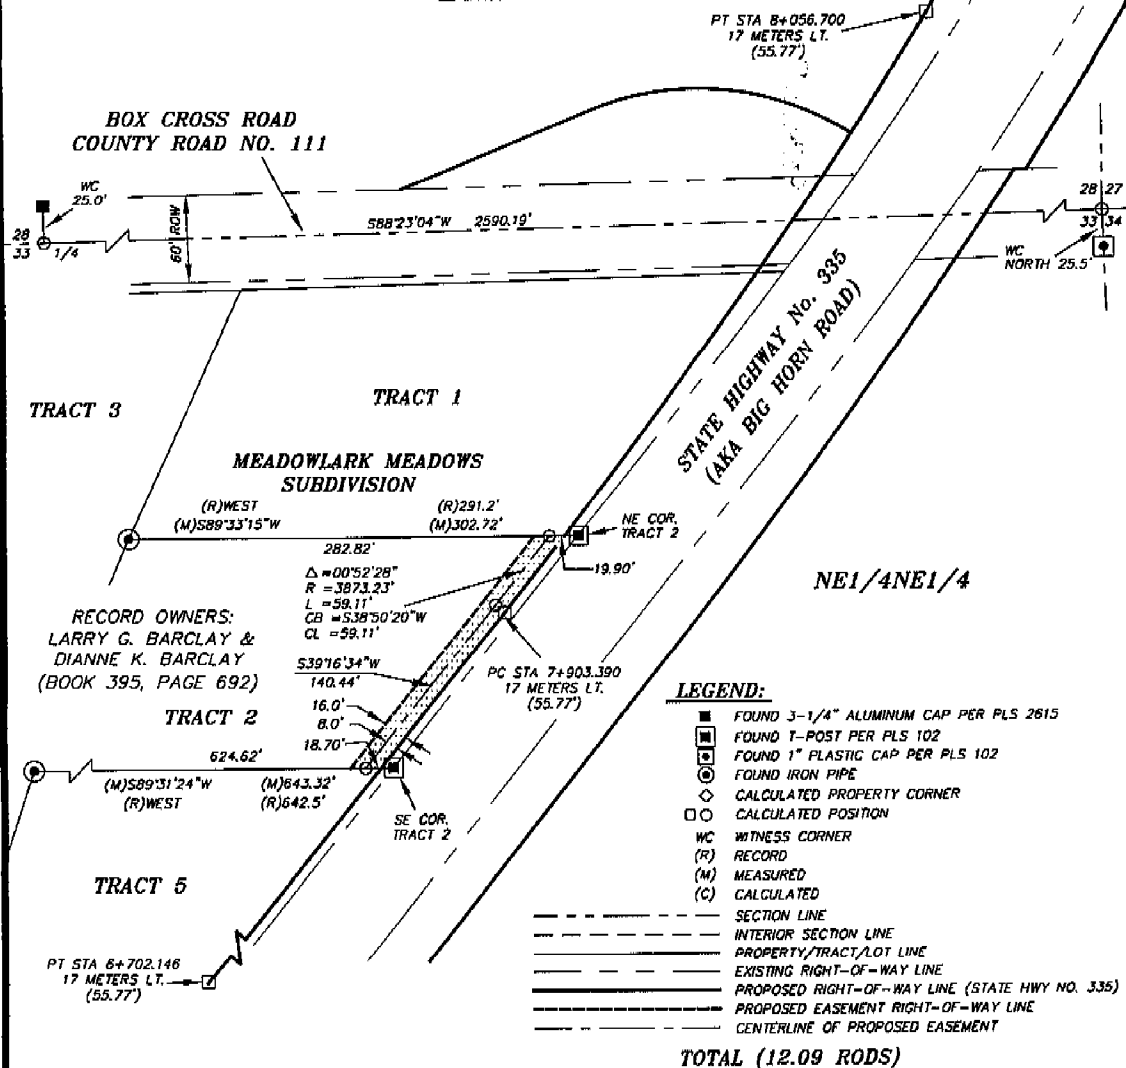 PT STA 8+056.700
17 METERS LT.
(55.77')
BOX CROSS ROAD
COUNTY ROAD NO. 111
WC
25.0'
28
33
1/4
60' ROW
S88°23'04"W 2590.19'
28 27
33 34
WC
NORTH 25.5'
STATE HIGHWAY No. 335
(AKA BIG HORN ROAD)
TRACT 3
TRACT 1
MEADOWLARK MEADOWS
SUBDIVISION
(R)WEST
(M)S89°33'15"W
(R)291.2'
(M)302.72'
NE COR.
TRACT 2
282.82'
19.90'
Δ=00°52'28"
R=3873.23'
L=59.11'
CB=S38°50'20"W
CL=59.11'
NE1/4NE1/4
RECORD OWNERS:
LARRY G. BARCLAY &
DIANNE K. BARCLAY
(BOOK 395, PAGE 692)
S39°16'34"W
140.44'
PC STA 7+903.390
17 METERS LT.
(55.77')
16.0'
8.0'
18.70'
TRACT 2
624.62'
(M)S89°31'24"W
(R)WEST
(M)643.32'
(R)642.5'
SE COR.
TRACT 2
TRACT 5
PT STA 6+702.146
17 METERS LT.
(55.77')
LEGEND:
FOUND 3-1/4" ALUMINUM CAP PER PLS 2615
FOUND T-POST PER PLS 102
FOUND 1" PLASTIC CAP PER PLS 102
FOUND IRON PIPE
CALCULATED PROPERTY CORNER
CALCULATED POSITION
WC WITNESS CORNER
(R) RECORD
(M) MEASURED
(C) CALCULATED
SECTION LINE
INTERIOR SECTION LINE
PROPERTY/TRACT/LOT LINE
EXISTING RIGHT-OF-WAY LINE
PROPOSED RIGHT-OF-WAY LINE (STATE HWY NO. 335)
PROPOSED EASEMENT RIGHT-OF-WAY LINE
CENTERLINE OF PROPOSED EASEMENT
TOTAL (12.09 RODS)